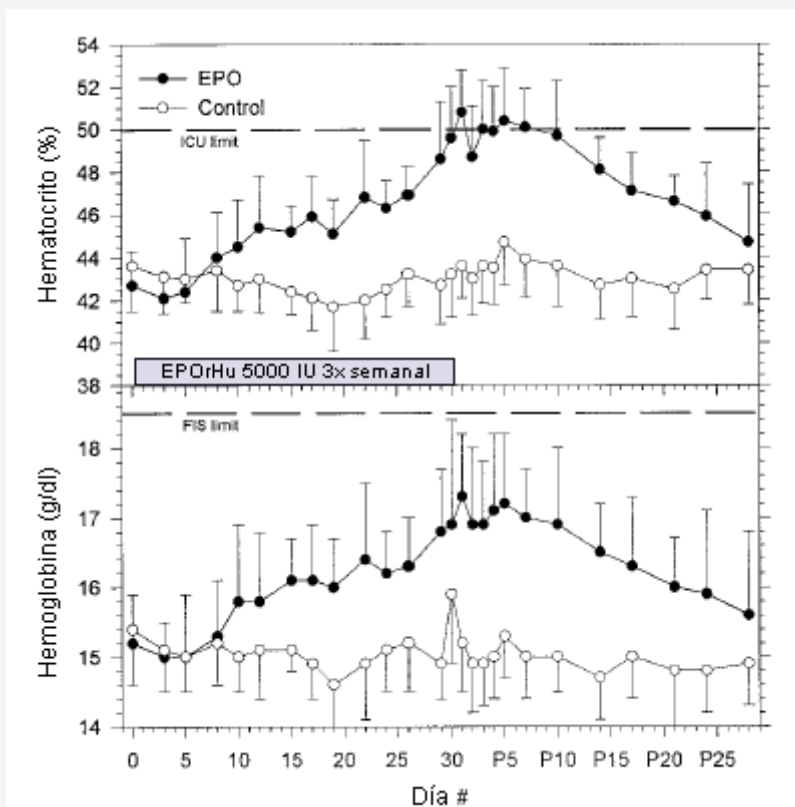 54
52
50
48
46
44
42
40
38
Hematocrito (%)
EPO
Control
ICU limit
EPOrHu 5000 IU 3x semanal
FIS limit
18
17
16
15
14
Hemoglobina (g/dl)
0 5 10 15 20 25 30 P5 P10 P15 P20 P25
Día #